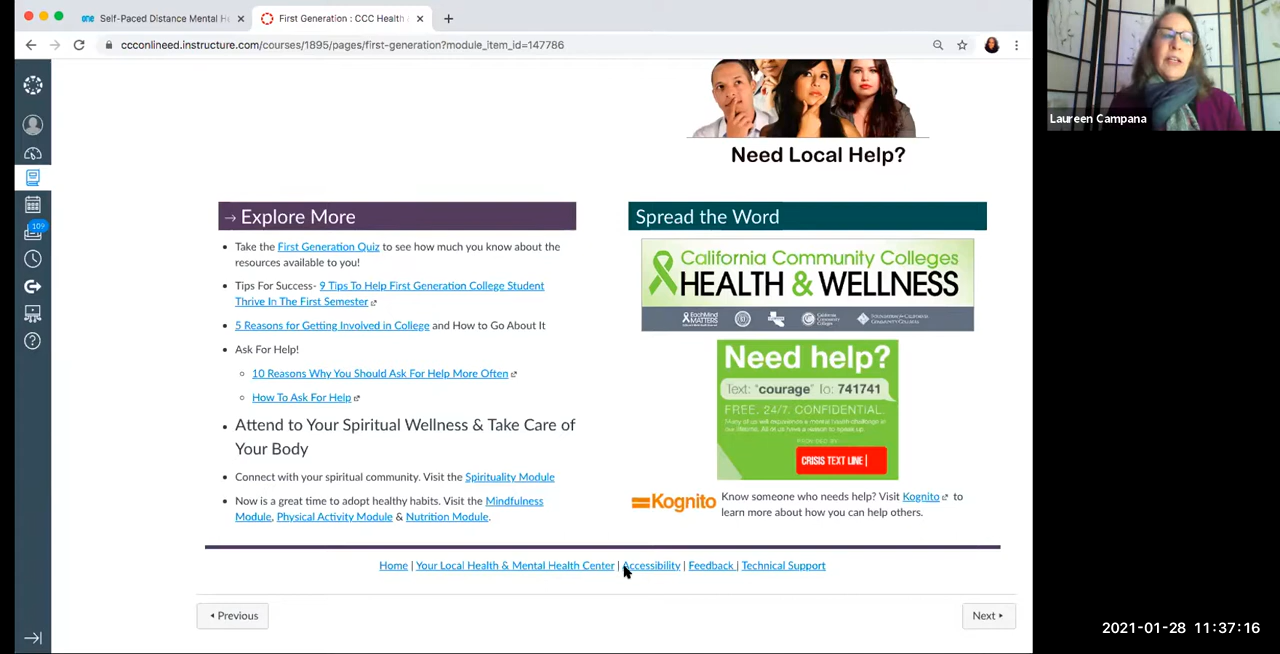 Self-Paced Distance Mental H
First Generation : CCC Health
ccconlineed.instructure.com/courses/1895/pages/first-generation?module_item_id=147786
Laureen Campana
109
Need Local Help?
→ Explore More
Take the First Generation Quiz to see how much you know about the
resources available to you!
Tips For Success- 9 Tips To Help First Generation College Student
Thrive In The First Semester
5 Reasons for Getting Involved in College and How to Go About It
Ask For Help!
10 Reasons Why You Should Ask For Help More Often
How To Ask For Help
Attend to Your Spiritual Wellness & Take Care of
Your Body
Connect with your spiritual community. Visit the Spirituality Module
Now is a great time to adopt healthy habits. Visit the Mindfulness
Module, Physical Activity Module & Nutrition Module.
Spread the Word
California Community Colleges
HEALTH & WELLNESS
EachMind
MATTERS
Need help?
Text: "courage" to: 741741
FREE, 24/7, CONFIDENTIAL.
CRISIS TEXT LINE |
Kognito
Know someone who needs help? Visit Kognito to
learn more about how you can help others.
Home | Your Local Health & Mental Health Center | Accessibility | Feedback | Technical Support
Previous
Next
2021-01-28 11:37:16